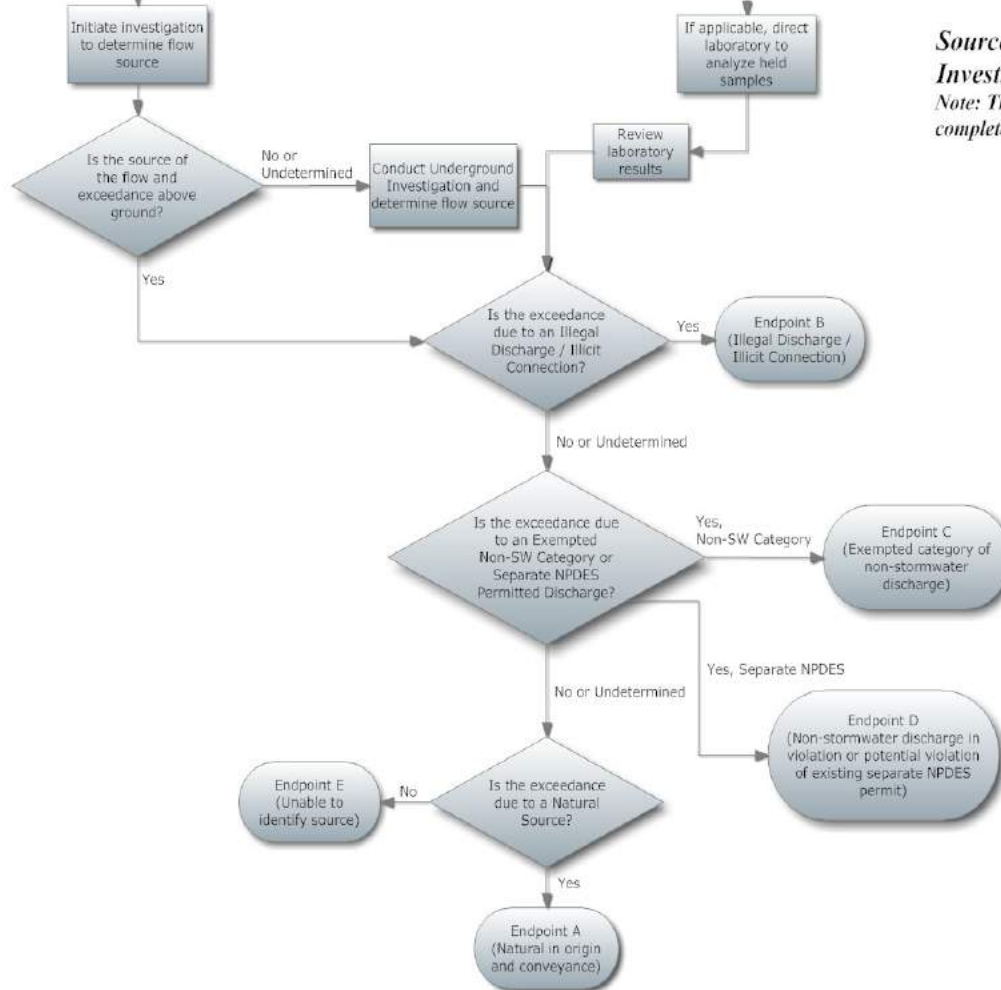 Initiate investigation
to determine flow
source
If applicable, direct
laboratory to
analyze held
samples
Review
laboratory
results
Is the source of
the flow and
exceedance above
ground?
No or
Undetermined
Conduct Underground
Investigation and
determine flow source
Yes
Is the exceedance
due to an Illegal
Discharge / Illicit
Connection?
Yes
Endpoint B
(Illegal Discharge /
Illicit Connection)
No or Undetermined
Is the exceedance due
to an Exempted
Non-SW Category or
Separate NPDES
Permitted Discharge?
Yes,
Non-SW Category
Endpoint C
(Exempted category of
non-stormwater
discharge)
Yes, Separate NPDES
Endpoint D
(Non-stormwater discharge in
violation or potential violation
of existing separate NPDES
permit)
No or Undetermined
Is the exceedance
due to a Natural
Source?
No
Endpoint E
(Unable to
identify source)
Yes
Endpoint A
(Natural in origin
and conveyance)
Source
Invest
Note: T
complet